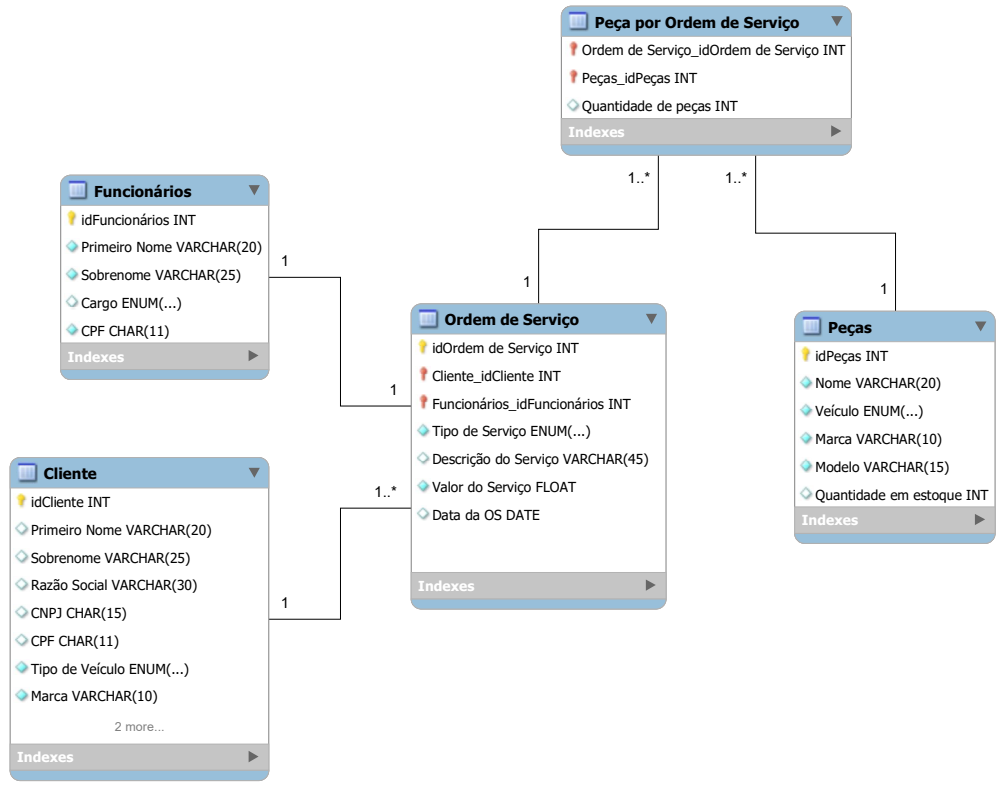 Peça por Ordem de Serviço
Ordem de Serviço_idOrdem de Serviço INT
Peças_idPeças INT
Quantidade de peças INT
Indexes
1..*
1..*
Funcionários
idFuncionários INT
Primeiro Nome VARCHAR(20)
Sobrenome VARCHAR(25)
Cargo ENUM(...)
CPF CHAR(11)
Indexes
1
1
1
1
Ordem de Serviço
idOrdem de Serviço INT
Cliente_idCliente INT
Funcionários_idFuncionários INT
Tipo de Serviço ENUM(...)
Descrição do Serviço VARCHAR(45)
Valor do Serviço FLOAT
Data da OS DATE
Indexes
Peças
idPeças INT
Nome VARCHAR(20)
Veículo ENUM(...)
Marca VARCHAR(10)
Modelo VARCHAR(15)
Quantidade em estoque INT
Indexes
Cliente
idCliente INT
Primeiro Nome VARCHAR(20)
Sobrenome VARCHAR(25)
Razão Social VARCHAR(30)
CNPJ CHAR(15)
CPF CHAR(11)
Tipo de Veículo ENUM(...)
Marca VARCHAR(10)
2 more...
Indexes
1..*
1